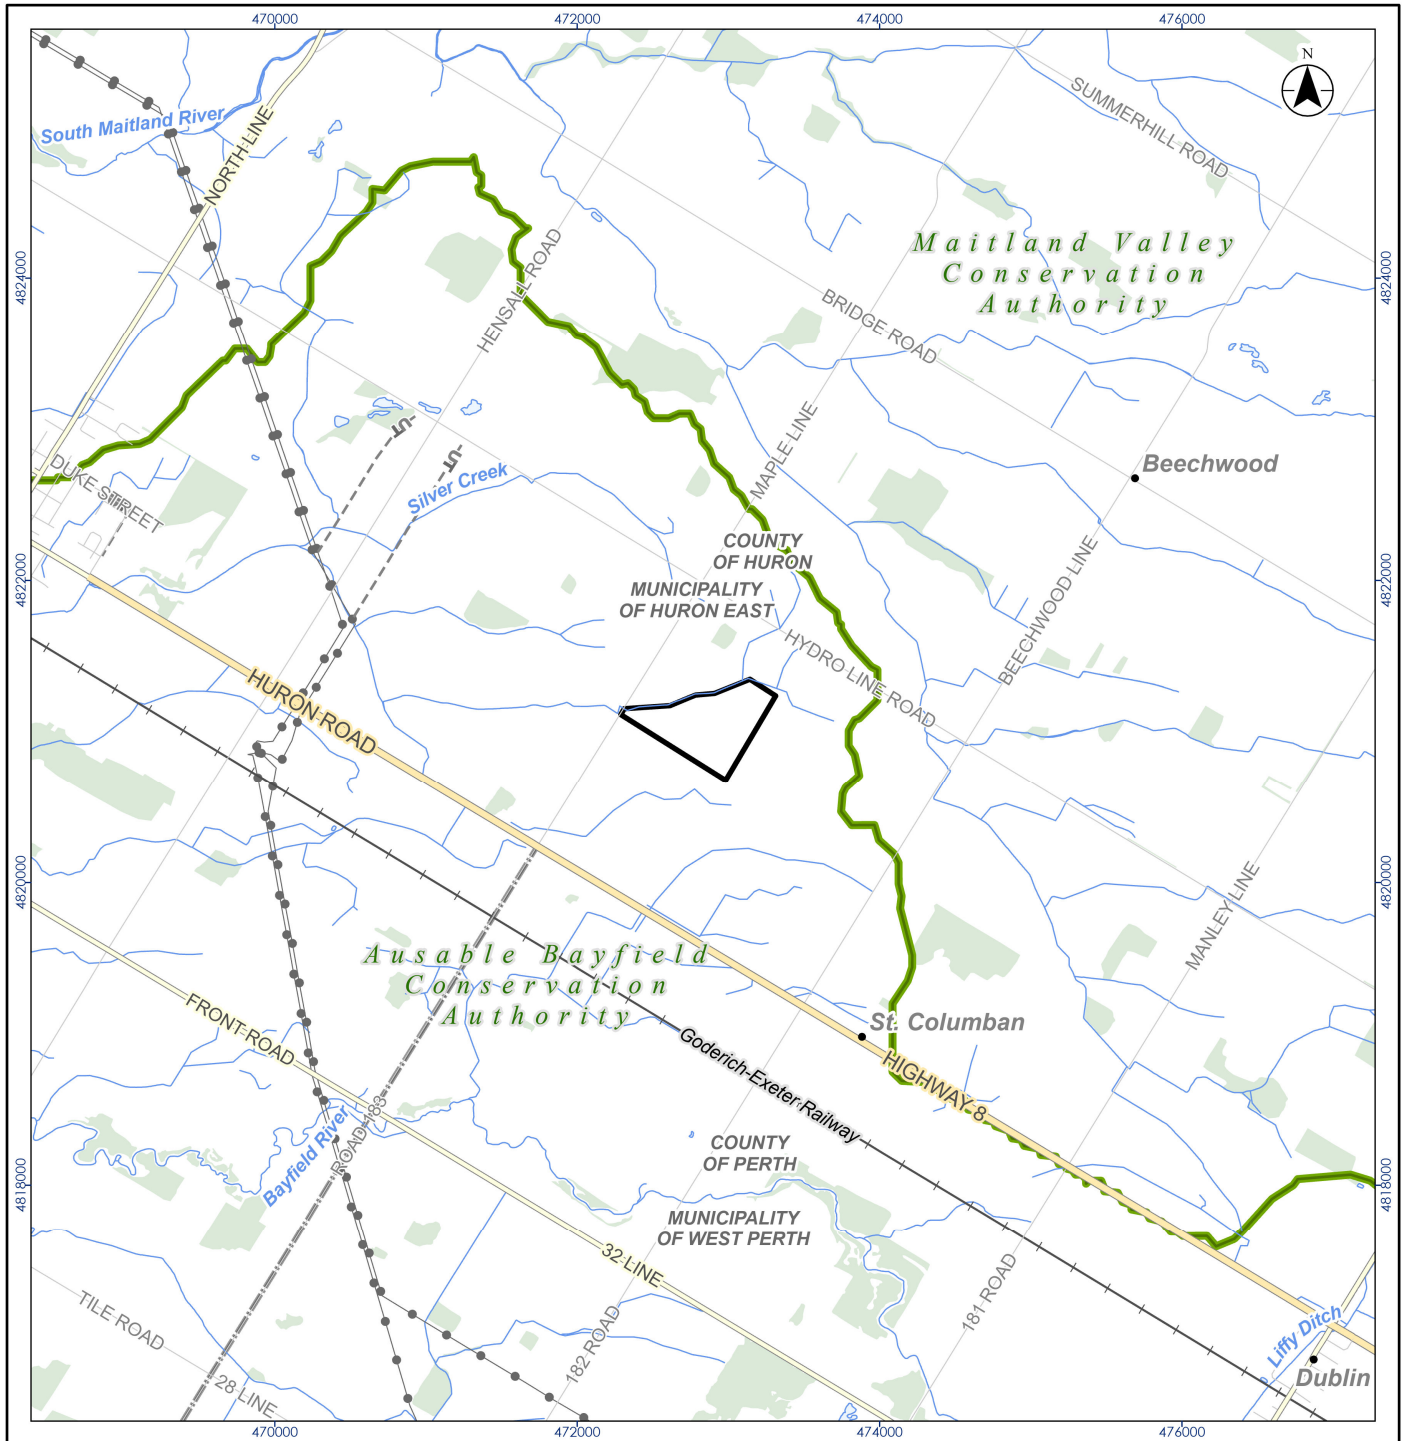 470000
472000
474000
476000
N
SUMMERHILL ROAD
South Maitland River
NORTH LINE
Maitland Valley
Conservation
Authority
4824000
4824000
HENSALL ROAD
BRIDGE ROAD
MAPLE LINE
Beechwood
DUKE STREET
Silver Creek
COUNTY
OF HURON
MUNICIPALITY
OF HURON EAST
4822000
4822000
BEECHWOOD LINE
HYDRO LINE ROAD
HURON ROAD
4820000
4820000
MANLEY LINE
Ausable Bayfield
Conservation
Authority
FRONT ROAD
St. Columban
Goderich-Exeter Railway
HIGHWAY 8
ROAD 183
Bayfield River
COUNTY
OF PERTH
4818000
4818000
MUNICIPALITY
OF WEST PERTH
32 LINE
181 ROAD
TILE ROAD
182 ROAD
Liffy Ditch
28 LINE
Dublin
470000
472000
474000
476000